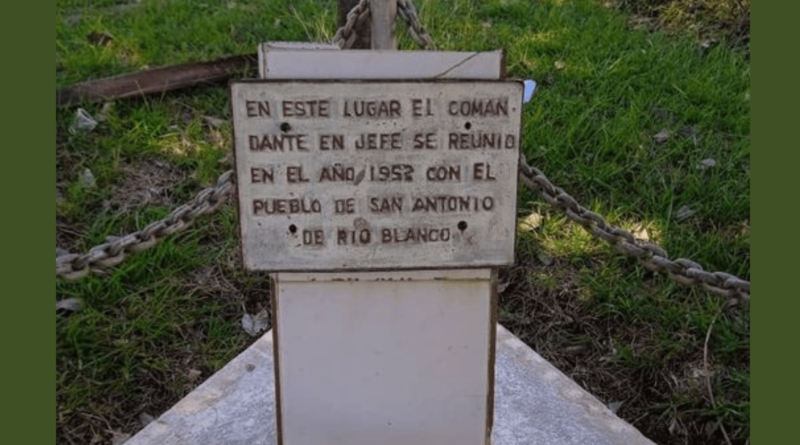 EN ESTE LUGAR EL COMAN
DANTE EN JEFE SE REUNIO
EN EL AÑO 1952 CON EL
PUEBLO DE SAN ANTONIO
DE RIO BLANCO